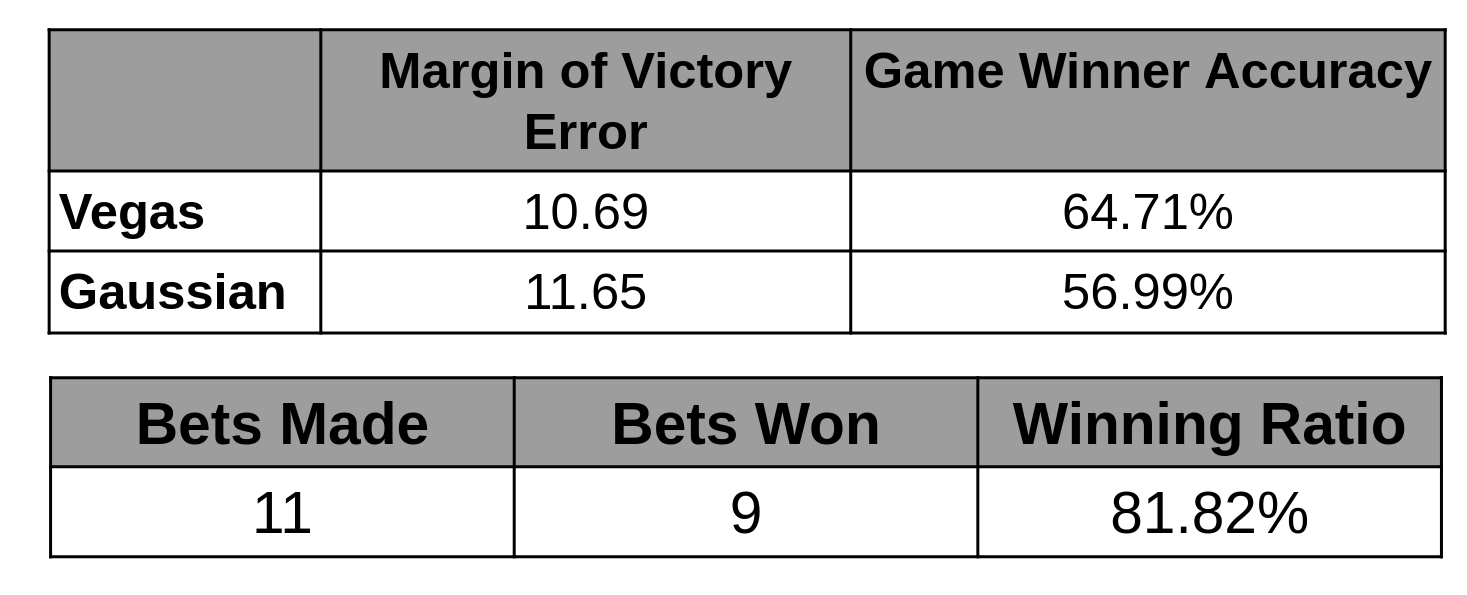 Margin of Victory Error Game Winner Accuracy
Vegas 10.69 64.71%
Gaussian 11.65 56.99%
Bets Made Bets Won Winning Ratio
11 9 81.82%